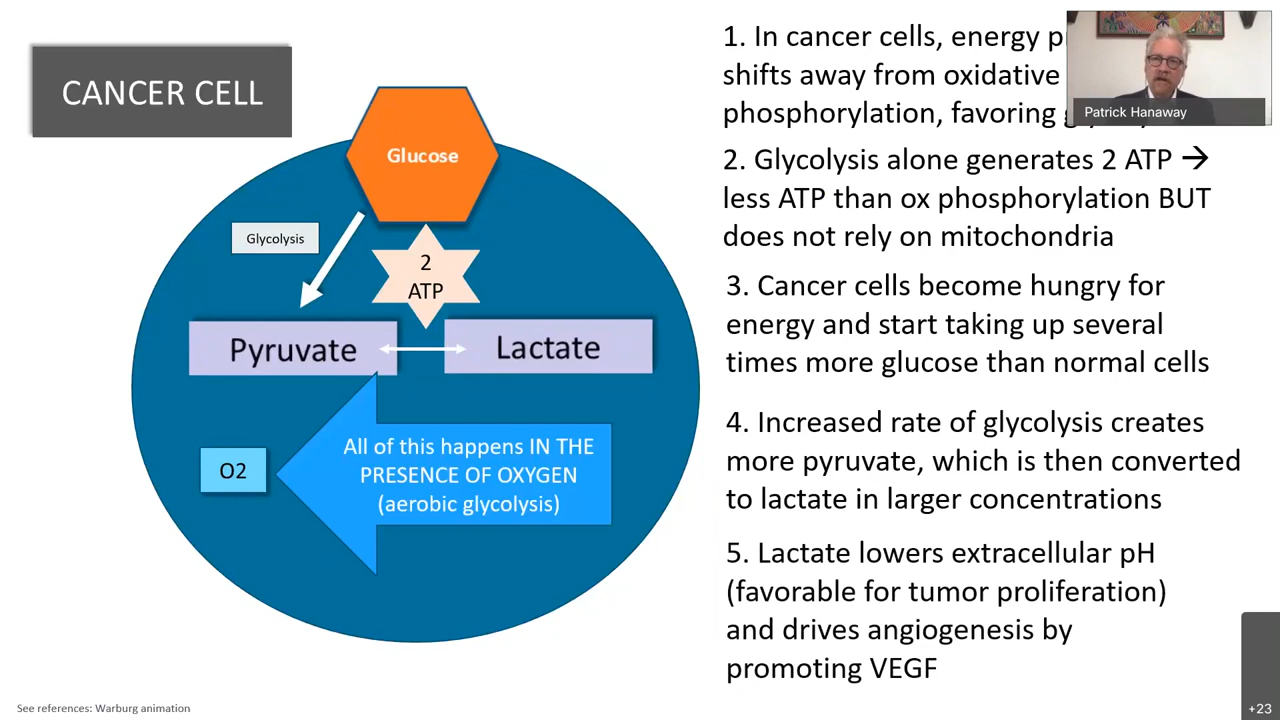 CANCER CELL
Glucose
Glycolysis
2
ATP
Pyruvate
Lactate
O2
All of this happens IN THE
PRESENCE OF OXYGEN
(aerobic glycolysis)
1. In cancer cells, energy
shifts away from oxidative
phosphorylation, favoring
2. Glycolysis alone generates 2 ATP →
less ATP than ox phosphorylation BUT
does not rely on mitochondria
3. Cancer cells become hungry for
energy and start taking up several
times more glucose than normal cells
4. Increased rate of glycolysis creates
more pyruvate, which is then converted
to lactate in larger concentrations
5. Lactate lowers extracellular pH
(favorable for tumor proliferation)
and drives angiogenesis by
promoting VEGF
Patrick Hanaway
See references: Warburg animation
+23